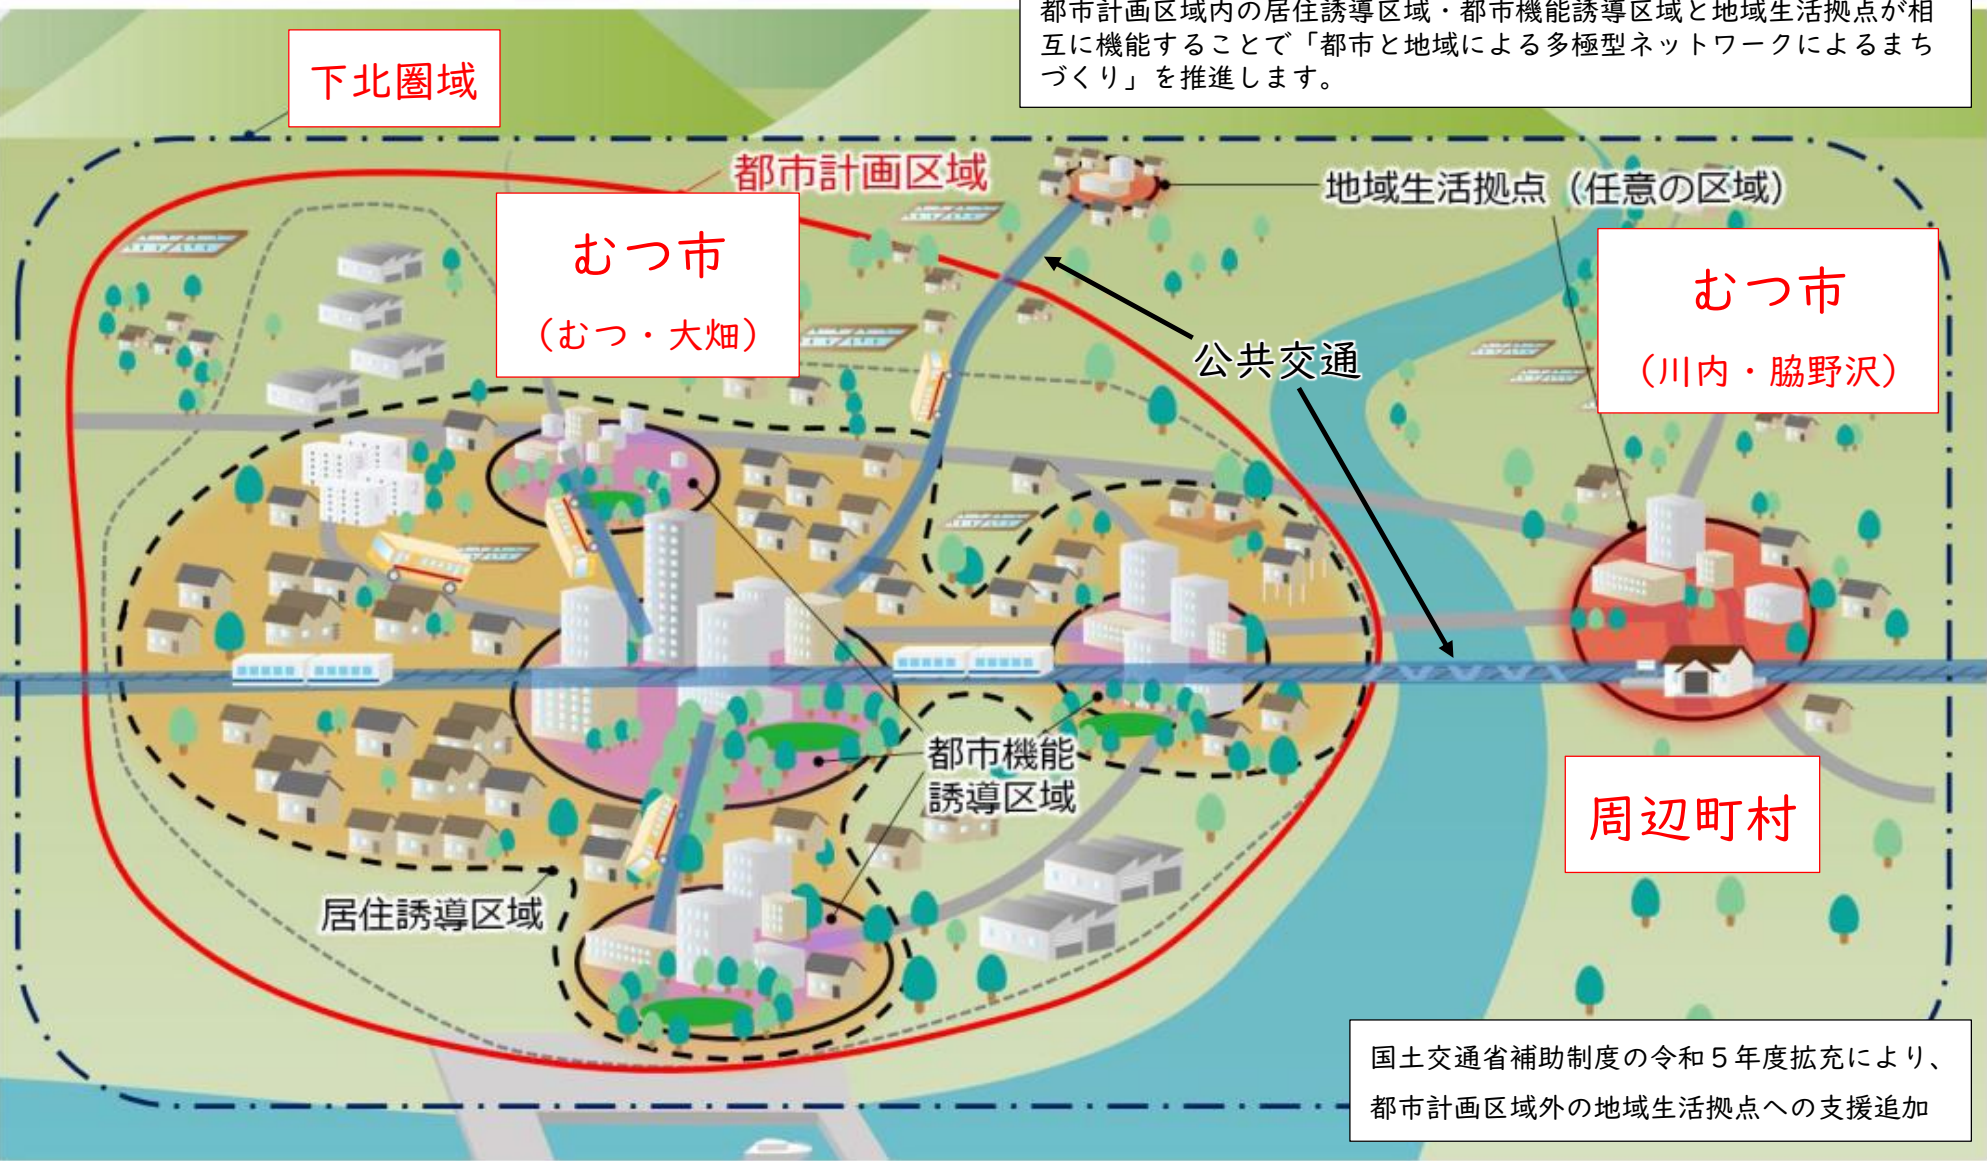 都市計画区域内の居住誘導区域・都市機能誘導区域と地域生活拠点が相
互に機能することで「都市と地域による多極型ネットワークによるまち
づくり」を推進します。
下北圏域
都市計画区域
地域生活拠点（任意の区域）
むつ市
（むつ・大畑）
むつ市
（川内・脇野沢）
公共交通
都市機能
誘導区域
周辺町村
居住誘導区域
国土交通省補助制度の令和５年度拡充により、
都市計画区域外の地域生活拠点への支援追加